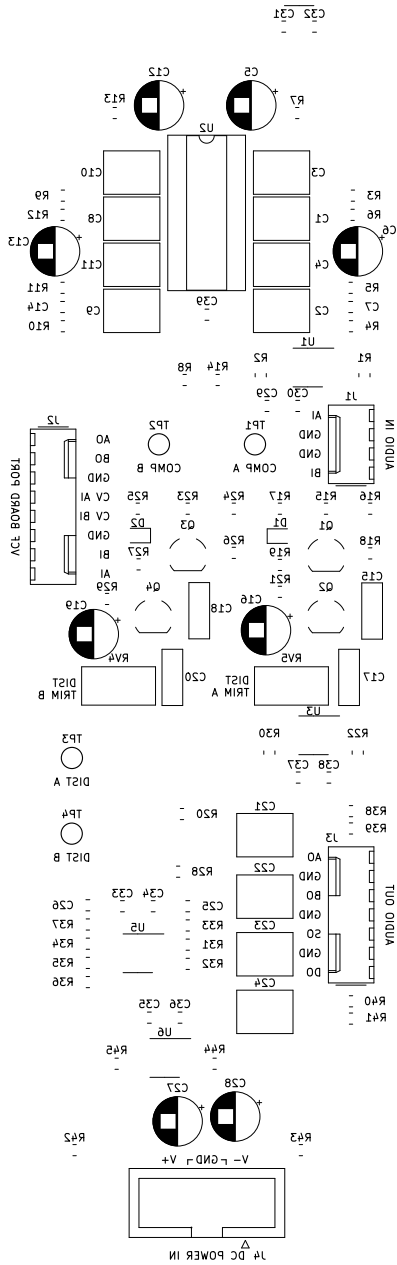 C31 C32
C12
C5
R13
R7
U2
C10
C3
R9
R3
R12
R6
C8
C1
C13
C6
C11
C4
R11
R5
C14
C7
R10
R4
C9
C2
C39
U1
R8
R14
R2
R1
C29
C30
J1
AI
GND
GND
BI
AUDIO IN
J2
AO
BO
GND
CV AI
CV BI
GND
BI
AI
VCF BOARD PORT
TP2
COMP B
TP1
COMP A
R25
R23
R24
R17
R15
R16
D2
Q3
D1
Q1
R26
R18
R27
R19
R29
R21
Q4
Q2
C19
C18
C16
C15
RV4
RV5
C20
C17
DIST
TRIM B
DIST
TRIM A
U3
R30
R22
TP3
DIST A
C37
C38
TP4
DIST B
R20
C21
R38
R39
J3
AO
GND
BO
GND
SO
GND
DO
AUDIO OUT
R28
C22
C33
C34
C26
C25
R37
R33
U5
C23
R34
R31
R35
R32
R36
C24
C35
C36
R40
R41
U6
R45
R44
C27
C28
R42
R43
V+ ┌GND┐ V-
J4 DC POWER IN